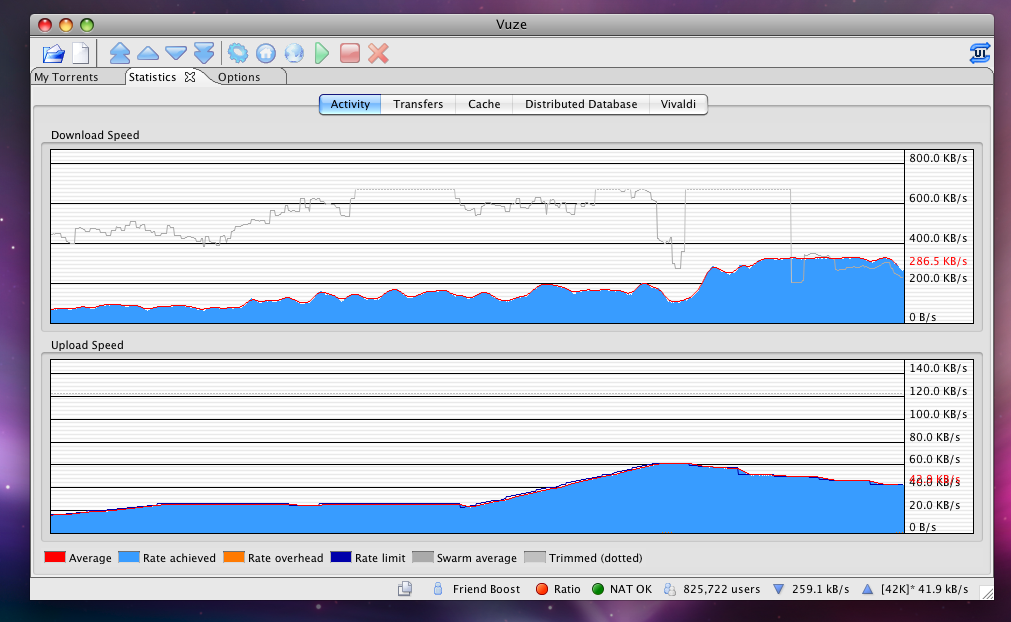 Vuze
UI
My Torrents
Statistics
Options
Activity
Transfers
Cache
Distributed Database
Vivaldi
Download Speed
800.0 KB/s
600.0 KB/s
400.0 KB/s
286.5 KB/s
200.0 KB/s
0 B/s
Upload Speed
140.0 KB/s
120.0 KB/s
100.0 KB/s
80.0 KB/s
60.0 KB/s
40.0 KB/s
20.0 KB/s
0 B/s
Average Rate achieved Rate overhead Rate limit Swarm average Trimmed (dotted)
Friend Boost Ratio NAT OK 825,722 users 259.1 kB/s [42K]* 41.9 kB/s